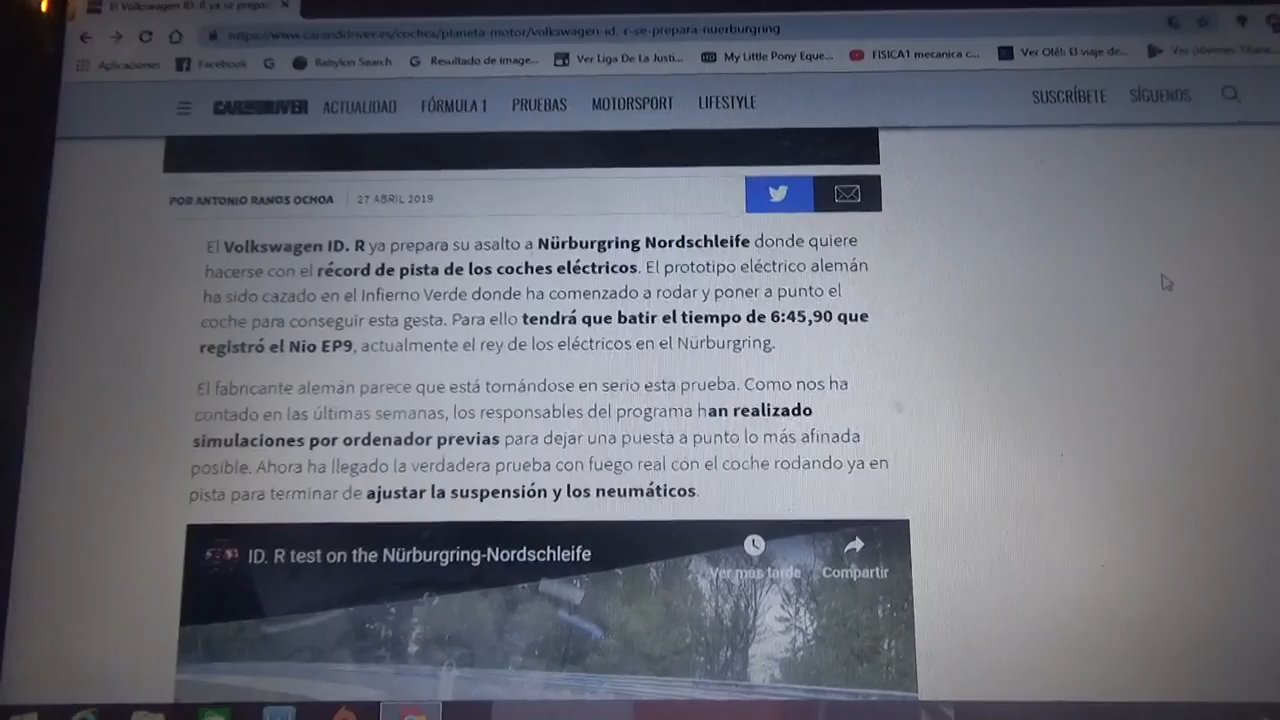 El Volkswagen ID. R ya se prepa
https://www.caranddriver.es/coches/planeta-motor/volkswagen-id._r-se-prepara-nuerburgring
Aplicaciones Facebook Babylon Search Resultado de image... Ver Liga De La Justi... My Little Pony Eque... FISICA1 mecanica c... Ver Olé! El viaje de...
CAR AND DRIVER ACTUALIDAD FÓRMULA 1 PRUEBAS MOTORSPORT LIFESTYLE SUSCRÍBETE SÍGUENOS
POR ANTONIO RAMOS OCHOA 27 ABRIL 2019
El Volkswagen ID. R ya prepara su asalto a Nürburgring Nordschleife donde quiere
hacerse con el récord de pista de los coches eléctricos. El prototipo eléctrico alemán
ha sido cazado en el Infierno Verde donde ha comenzado a rodar y poner a punto el
coche para conseguir esta gesta. Para ello tendrá que batir el tiempo de 6:45,90 que
registró el Nio EP9, actualmente el rey de los eléctricos en el Nürburgring.
El fabricante alemán parece que está tomándose en serio esta prueba. Como nos ha
contado en las últimas semanas, los responsables del programa han realizado
simulaciones por ordenador previas para dejar una puesta a punto lo más afinada
posible. Ahora ha llegado la verdadera prueba con fuego real con el coche rodando ya en
pista para terminar de ajustar la suspensión y los neumáticos.
ID. R test on the Nürburgring-Nordschleife
Ver más tarde Compartir